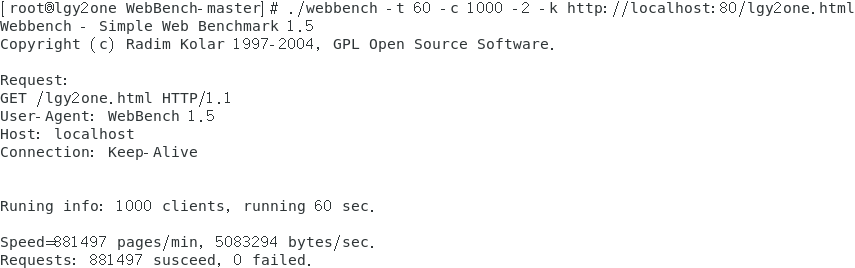 [root@lgy2one WebBench-master]# ./webbench -t 60 -c 1000 -2 -k http://localhost:80/lgy2one.html
Webbench - Simple Web Benchmark 1.5
Copyright (c) Radim Kolar 1997-2004, GPL Open Source Software.
Request:
GET /lgy2one.html HTTP/1.1
User-Agent: WebBench 1.5
Host: localhost
Connection: Keep-Alive
Runing info: 1000 clients, running 60 sec.
Speed=881497 pages/min, 5083294 bytes/sec.
Requests: 881497 susceed, 0 failed.